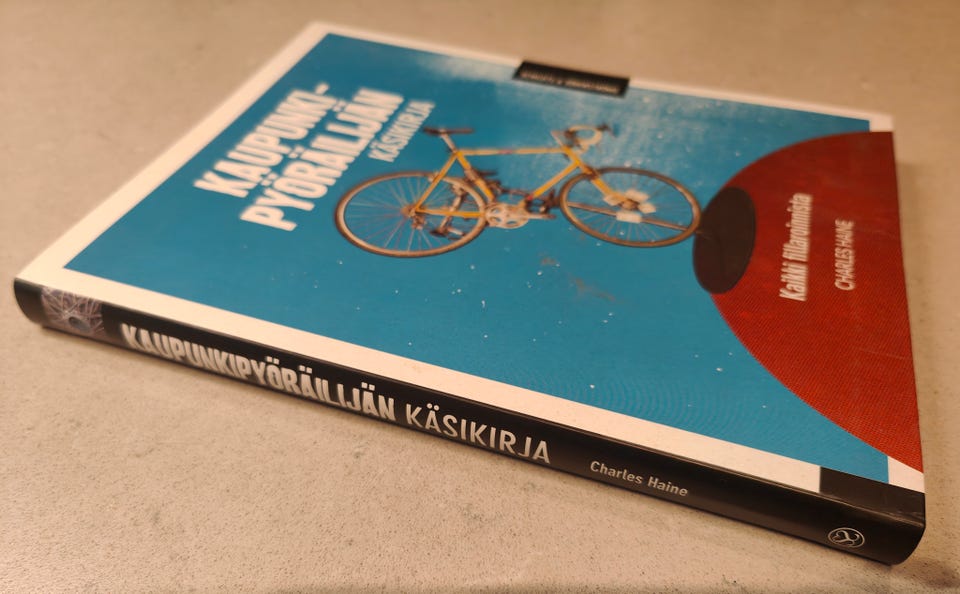 KAUPUNKI-
PYÖRÄILIJÄN
KÄSIKIRJA
Kaikki fillaroinnista
CHARLES HAINE
KAUPUNKIPYÖRÄILIJÄN KÄSIKIRJA
Charles Haine